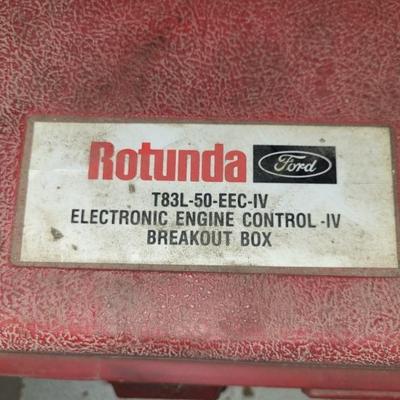 Rotunda Ford
T83L-50-EEC-IV
ELECTRONIC ENGINE CONTROL -IV
BREAKOUT BOX